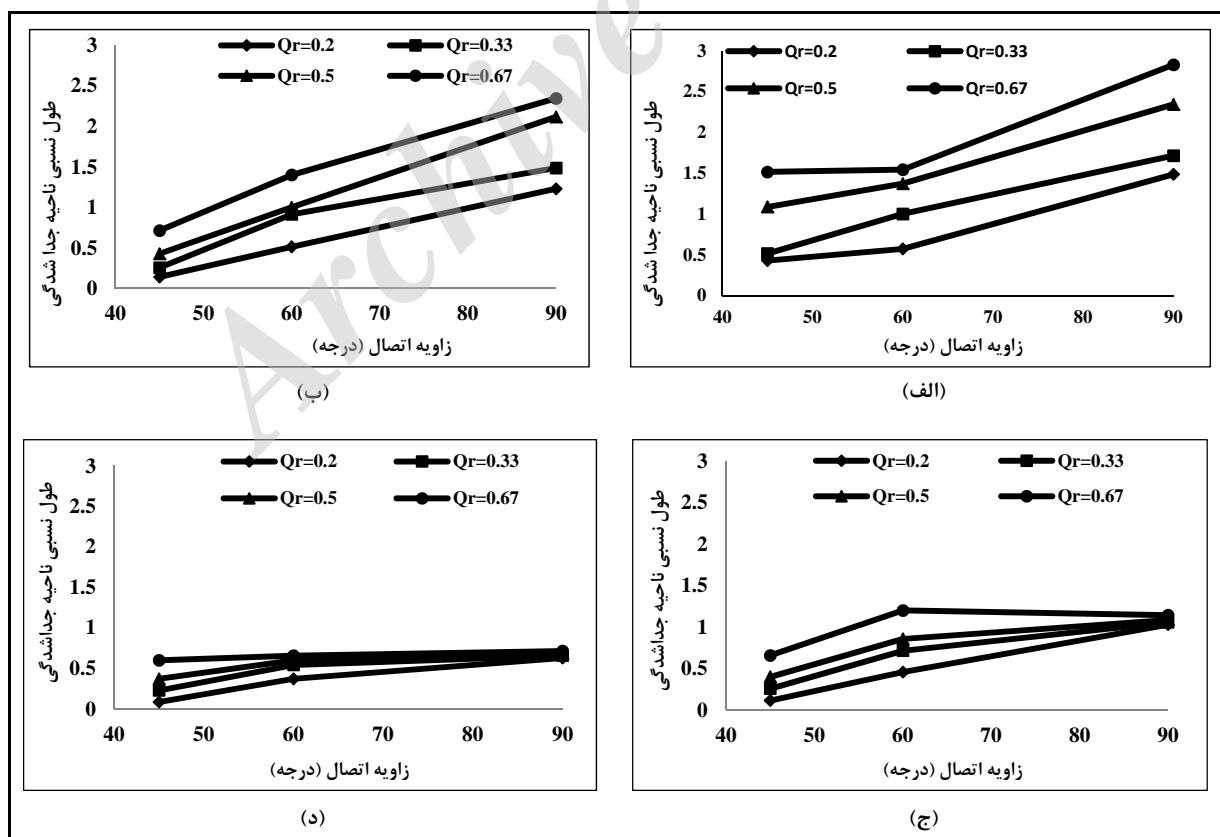 3
2.5
2
1.5
1
0.5
0
40 50 60 70 80 90
Qr=0.2 Qr=0.33
Qr=0.5 Qr=0.67
طول نسبی ناحیه جدا شدگی
زاویه اتصال (درجه)
(الف)
3
2.5
2
1.5
1
0.5
0
40 50 60 70 80 90
Qr=0.2 Qr=0.33
Qr=0.5 Qr=0.67
طول نسبی ناحیه جدا شدگی
زاویه اتصال (درجه)
(ب)
3
2.5
2
1.5
1
0.5
0
40 50 60 70 80 90
Qr=0.2 Qr=0.33
Qr=0.5 Qr=0.67
طول نسبی ناحیه جداشدگی
زاویه اتصال (درجه)
(ج)
3
2.5
2
1.5
1
0.5
0
40 50 60 70 80 90
Qr=0.2 Qr=0.33
Qr=0.5 Qr=0.67
طول نسبی ناحیه جداشدگی
زاویه اتصال (درجه)
(د)
Archive